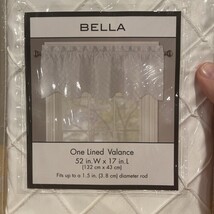 BELLA
One Lined Valance
52 in. W x 17 in. L
(132 cm x 43 cm)
Fits up to a 1.5 in. (3.8 cm) diameter rod